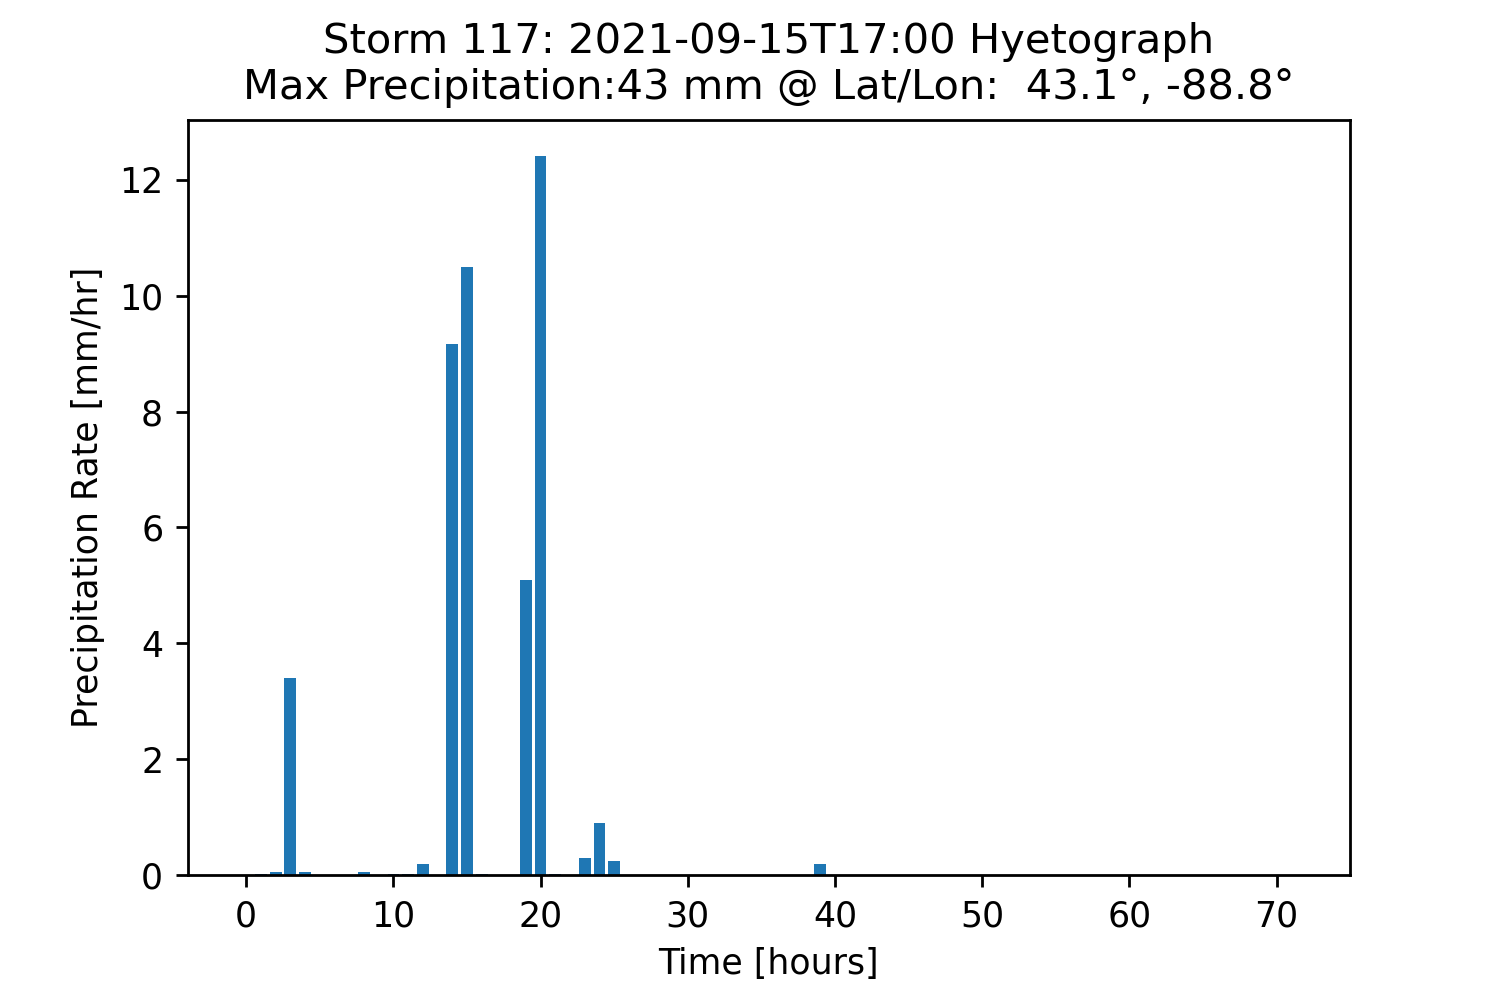 Storm 117: 2021-09-15T17:00 Hyetograph
Max Precipitation:43 mm @ Lat/Lon:  43.1°, -88.8°
12
10
8
6
4
2
0
Precipitation Rate [mm/hr]
0 10 20 30 40 50 60 70
Time [hours]